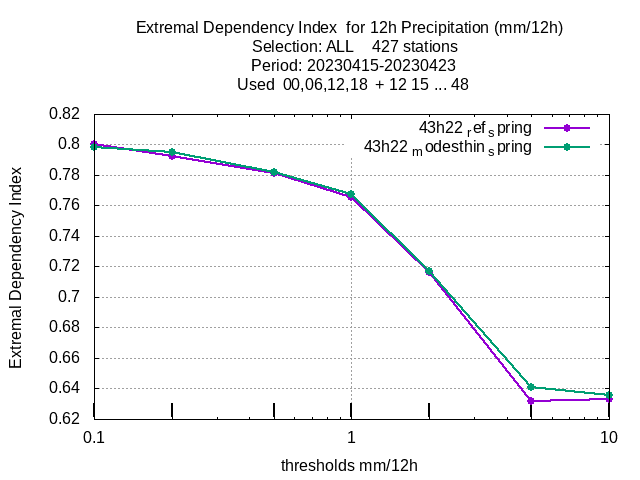 Extremal Dependency Index  for 12h Precipitation (mm/12h)
Selection: ALL    427 stations
Period: 20230415-20230423
Used  00,06,12,18  + 12 15 ... 48
43h22 ref spring
43h22 modesthin spring
0.82
0.8
0.78
0.76
0.74
0.72
0.7
0.68
0.66
0.64
0.62
Extremal Dependency Index
0.1 1 10
thresholds mm/12h